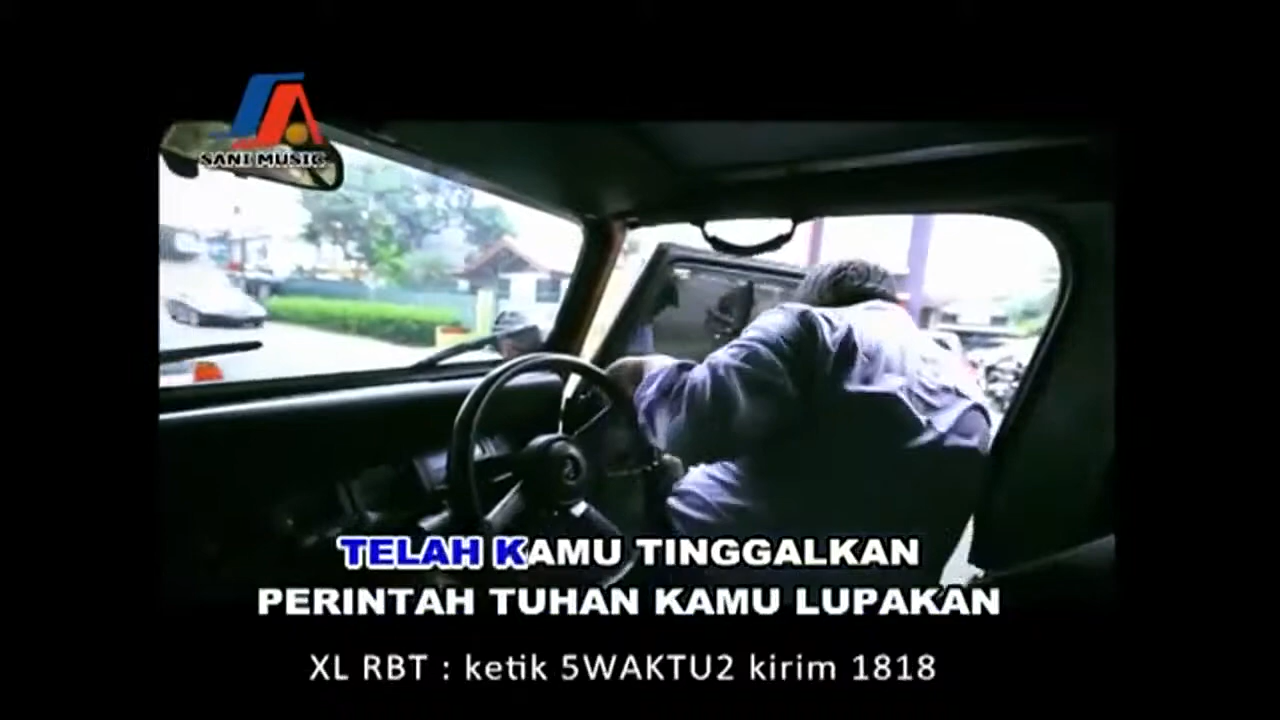 SANI MUSIC
TELAH KAMU TINGGALKAN
PERINTAH TUHAN KAMU LUPAKAN
XL RBT : ketik 5WAKTU2 kirim 1818